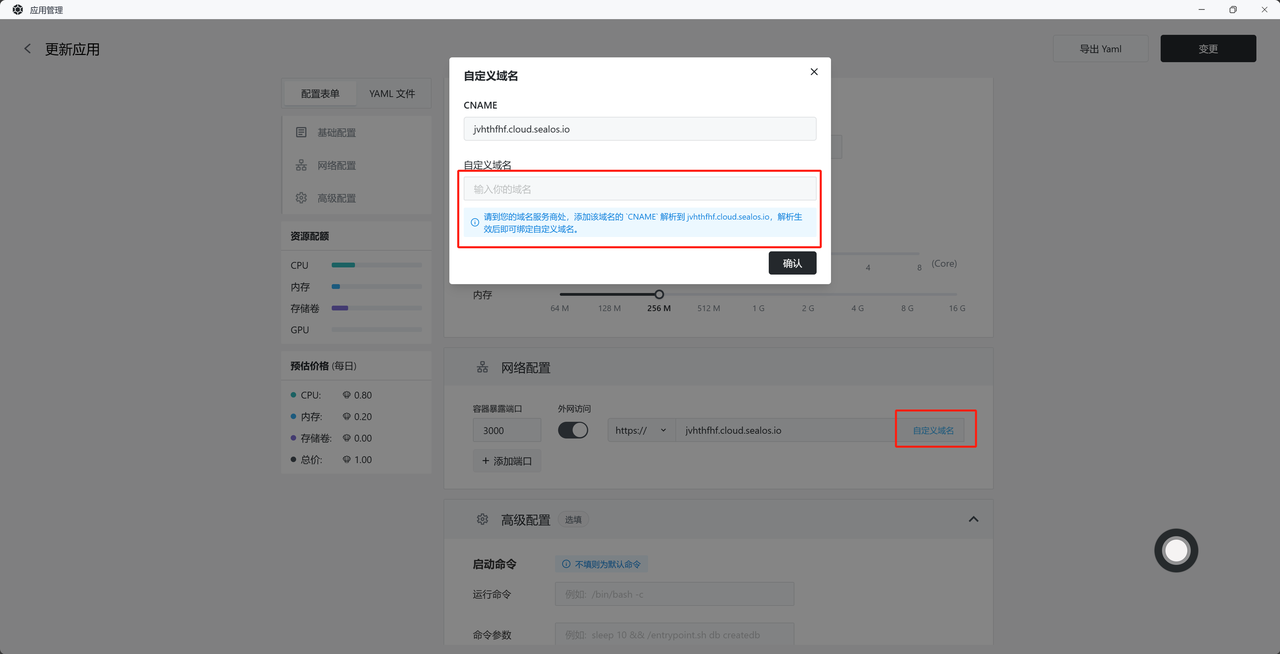 应用管理
更新应用
导出 Yaml
变更
配置表单
YAML 文件
基础配置
网络配置
高级配置
资源配额
CPU
内存
存储卷
GPU
预估价格 (每日)
CPU: 0.80
内存: 0.20
存储卷: 0.00
总价: 1.00
自定义域名
CNAME
jvhthfhf.cloud.sealos.io
自定义域名
输入你的域名
请到您的域名服务商处，添加该域名的 `CNAME` 解析到 jvhthfhf.cloud.sealos.io，解析生
效后即可绑定自定义域名。
确认
4 8 (Core)
内存
64 M 128 M 256 M 512 M 1 G 2 G 4 G 8 G 16 G
网络配置
容器暴露端口 外网访问
3000 https:// jvhthfhf.cloud.sealos.io 自定义域名
+ 添加端口
高级配置 选填
启动命令 不填则为默认命令
运行命令 例如: /bin/bash -c
命令参数 例如: sleep 10 && /entrypoint.sh db createdb